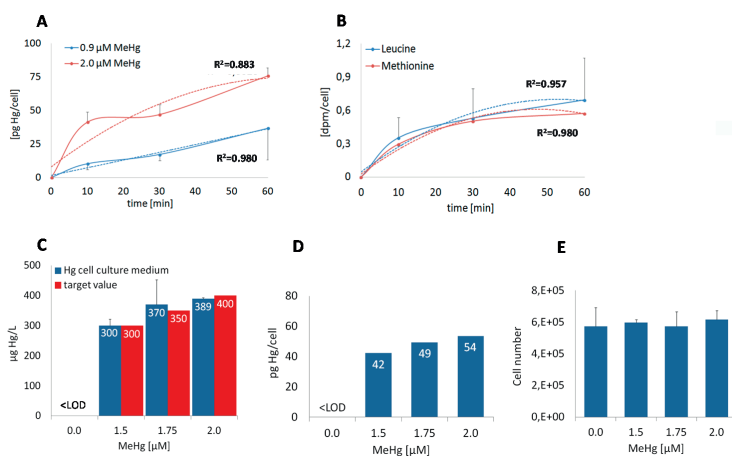 A
B
100
75
50
25
0
[pg Hg/cell]
0.9 µM MeHg
2.0 µM MeHg
R²=0.883
R²=0.980
0
10
20
30
40
50
60
time [min]
1,2
0,9
0.6
0,3
0
[dpm/cell]
Leucine
Methionine
R²=0.957
R²=0.980
0
10
20
30
40
50
60
time [min]
C
D
E
500
400
300
200
100
0
µg Hg/L
Hg cell culture medium
target value
<LOD
300
300
370
350
389
400
0.0
1.5
1.75
2.0
MeHg [µM]
80
60
40
20
0
pg Hg/cell
<LOD
42
49
54
0.0
1.5
1.75
2.0
MeHg [µM]
8,E+05
6,E+05
4,E+05
2,E+05
0,E+00
Cell number
0.0
1.5
1.75
2.0
MeHg [µM]